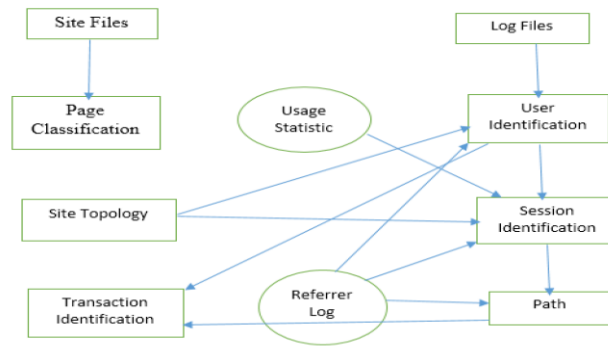 Site Files
Log Files
Page
Classification
Usage
Statistic
User
Identification
Site Topology
Session
Identification
Transaction
Identification
Referrer
Log
Path